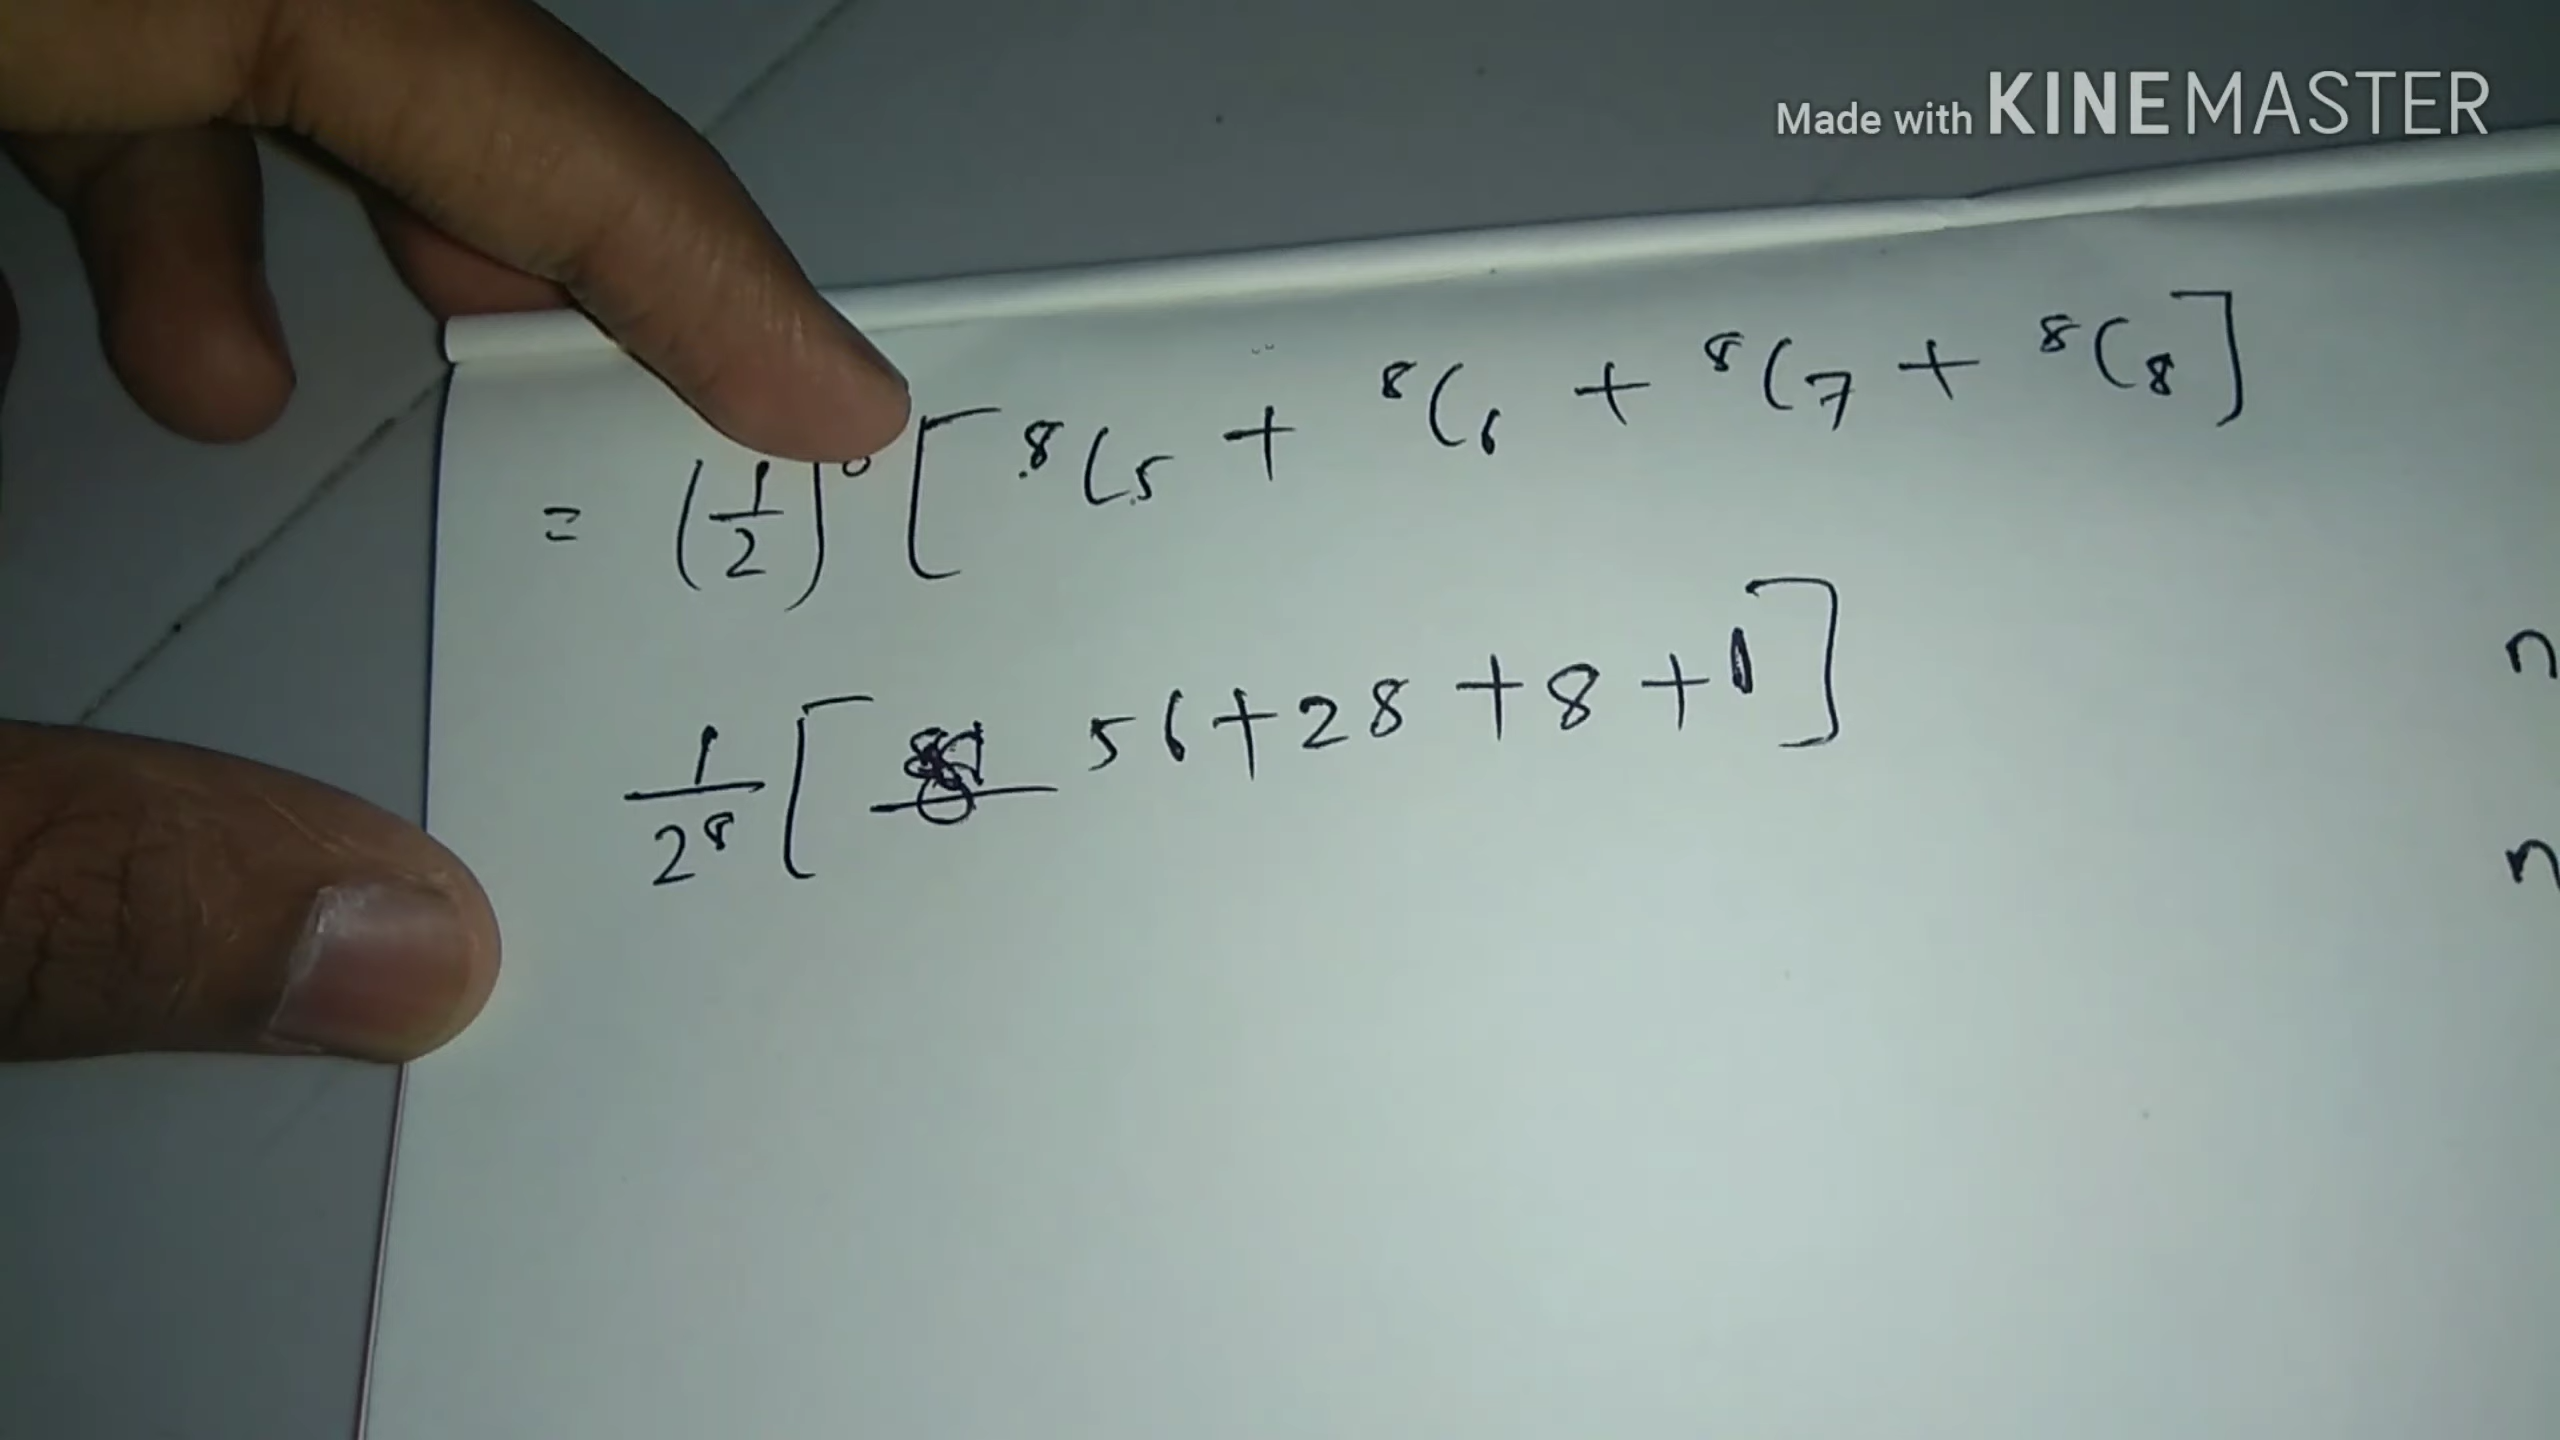 Made with KINEMASTER
= (1/2)⁸ [ ⁸C₅ + ⁸C₆ + ⁸C₇ + ⁸C₈ ]
n
1/2⁸ [ 56 + 28 + 8 + 1 ]
n